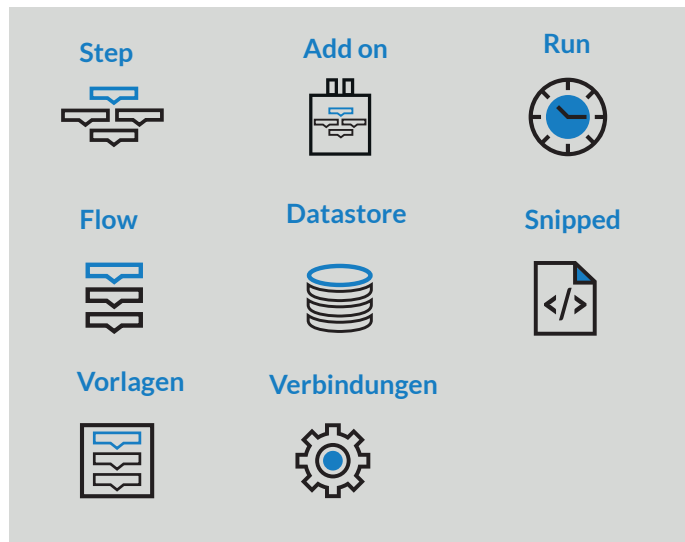 Step
Add on
Run
Flow
Datastore
Snipped
</>
Vorlagen
Verbindungen